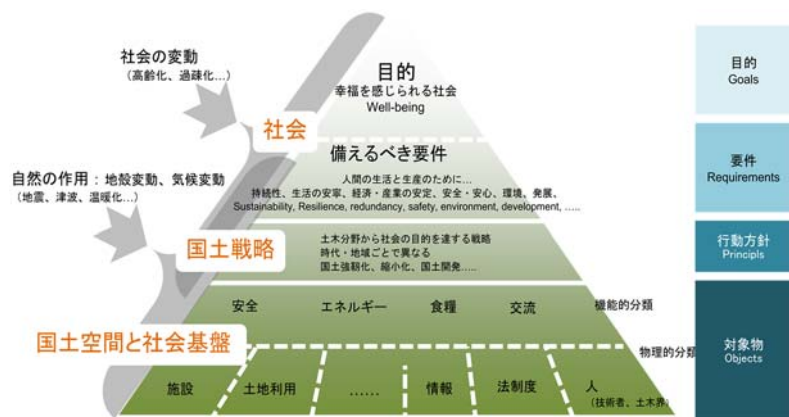 社会の変動
（高齢化、過疎化…）
目的
幸福を感じられる社会
Well-being
社会
備えるべき要件
人間の生活と生産のために…
持続性、生活の安寧、経済・産業の安定、安全・安心、環境、発展、
Sustainability, Resilience, redundancy, safety, environment, development, …..
自然の作用：地殻変動、気候変動
（地震、津波、温暖化…）
国土戦略
土木分野から社会の目的を達する戦略
時代・地域ごとで異なる
国土強靭化、縮小化、国土開発…..
安全 エネルギー 食糧 交流 機能的分類
国土空間と社会基盤
物理的分類
施設 土地利用 …… 情報 法制度 人
（技術者、土木界）
目的
Goals
要件
Requirements
行動方針
Principls
対象物
Objects